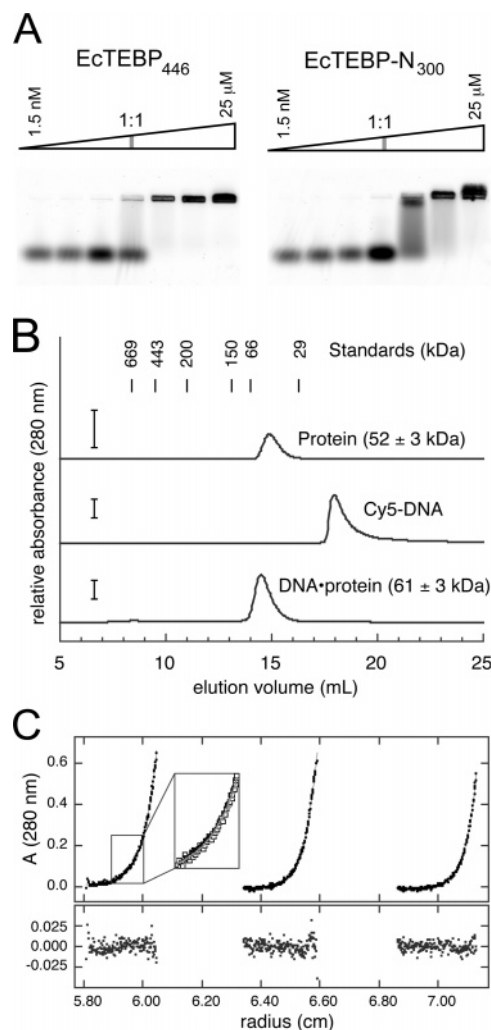 A
EcTEBP446
EcTEBP-N300
1.5 nM
1:1
25 µM
1.5 nM
1:1
25 µM
B
669
443
200
150
66
29
Standards (kDa)
Protein (52 ± 3 kDa)
Cy5-DNA
DNA•protein (61 ± 3 kDa)
relative absorbance (280 nm)
5 10 15 20 25
elution volume (mL)
C
A (280 nm)
0.6
0.4
0.2
0.0
0.025
0.000
-0.025
5.80 6.00 6.20 6.40 6.60 6.80 7.00
radius (cm)